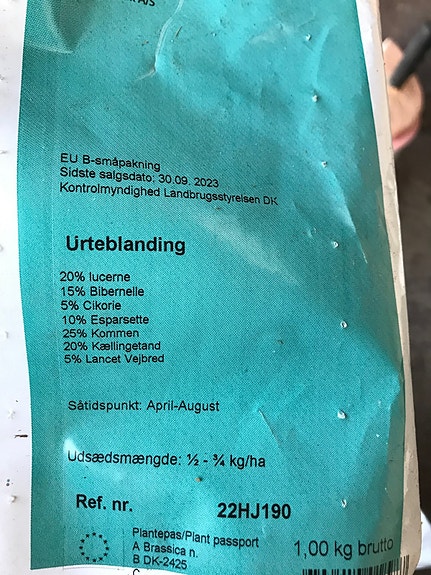 A/S
EU B-småpakning
Sidste salgsdato: 30.09. 2023
Kontrolmyndighed Landbrugsstyrelsen DK
Urteblanding
20% lucerne
15% Bibernelle
5% Cikorie
10% Esparsette
25% Kommen
20% Kællingetand
5% Lancet Vejbred
Såtidspunkt: April-August
Udsædsmængde: ½ - ¾ kg/ha
Ref. nr. 22HJ190
Plantepas/Plant passport
A Brassica n.
B DK-2425
1,00 kg brutto